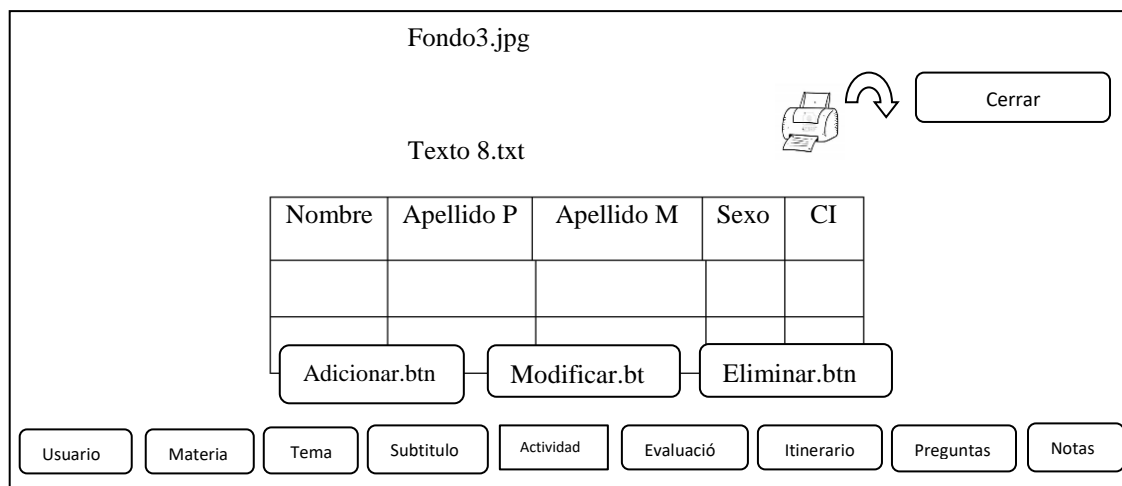 Fondo3.jpg
Cerrar
Texto 8.txt
Nombre Apellido P Apellido M Sexo CI
Adicionar.btn Modificar.bt Eliminar.btn
Usuario Materia Tema Subtitulo Actividad Evaluació Itinerario Preguntas Notas